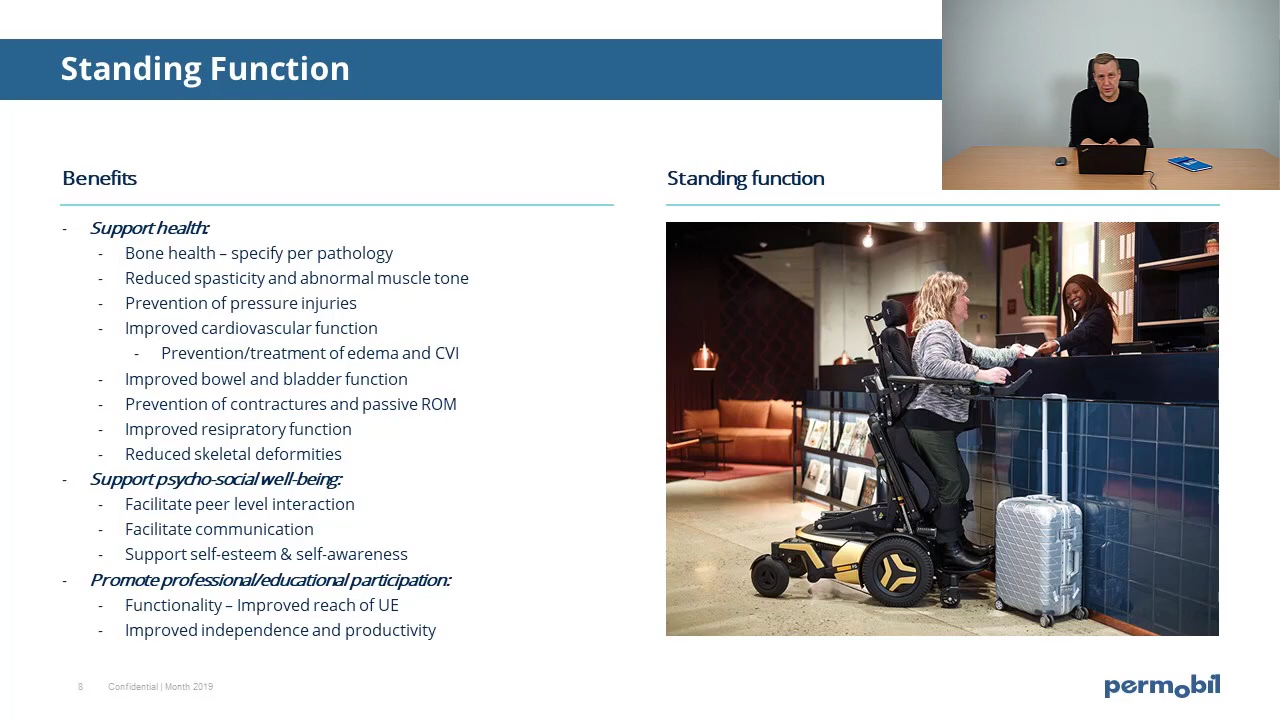 Standing Function
Benefits
- Support health:
- Bone health – specify per pathology
- Reduced spasticity and abnormal muscle tone
- Prevention of pressure injuries
- Improved cardiovascular function
- Prevention/treatment of edema and CVI
- Improved bowel and bladder function
- Prevention of contractures and passive ROM
- Improved resipratory function
- Reduced skeletal deformities
- Support psycho-social well-being:
- Facilitate peer level interaction
- Facilitate communication
- Support self-esteem & self-awareness
- Promote professional/educational participation:
- Functionality – Improved reach of UE
- Improved independence and productivity
Standing function
8 Confidential | Month 2019
permobil